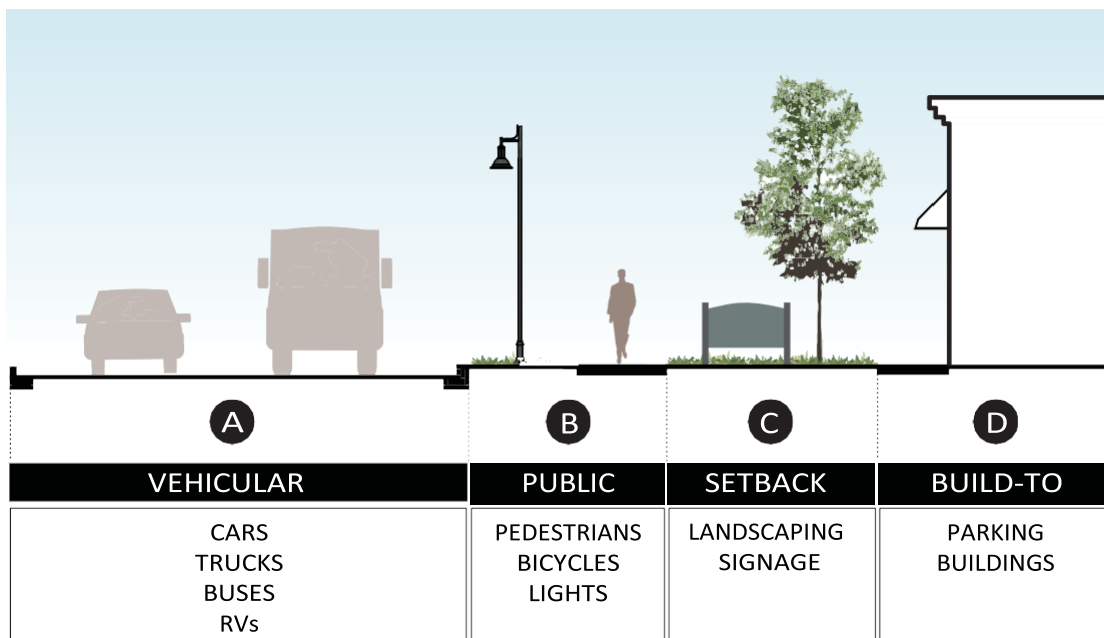 A
B
C
D
VEHICULAR
PUBLIC
SETBACK
BUILD-TO
CARS
TRUCKS
BUSES
RVs
PEDESTRIANS
BICYCLES
LIGHTS
LANDSCAPING
SIGNAGE
PARKING
BUILDINGS